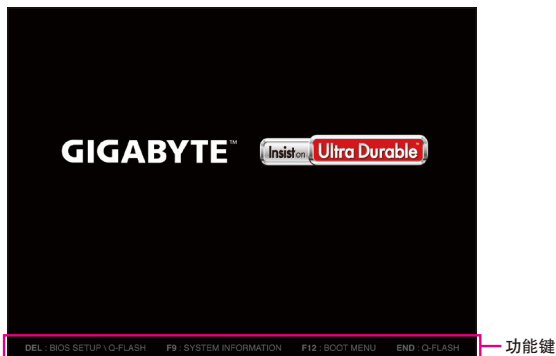 GIGABYTE™ Insist on Ultra Durable™
DEL : BIOS SETUP \ Q-FLASH F9 : SYSTEM INFORMATION F12 : BOOT MENU END : Q-FLASH 功能键